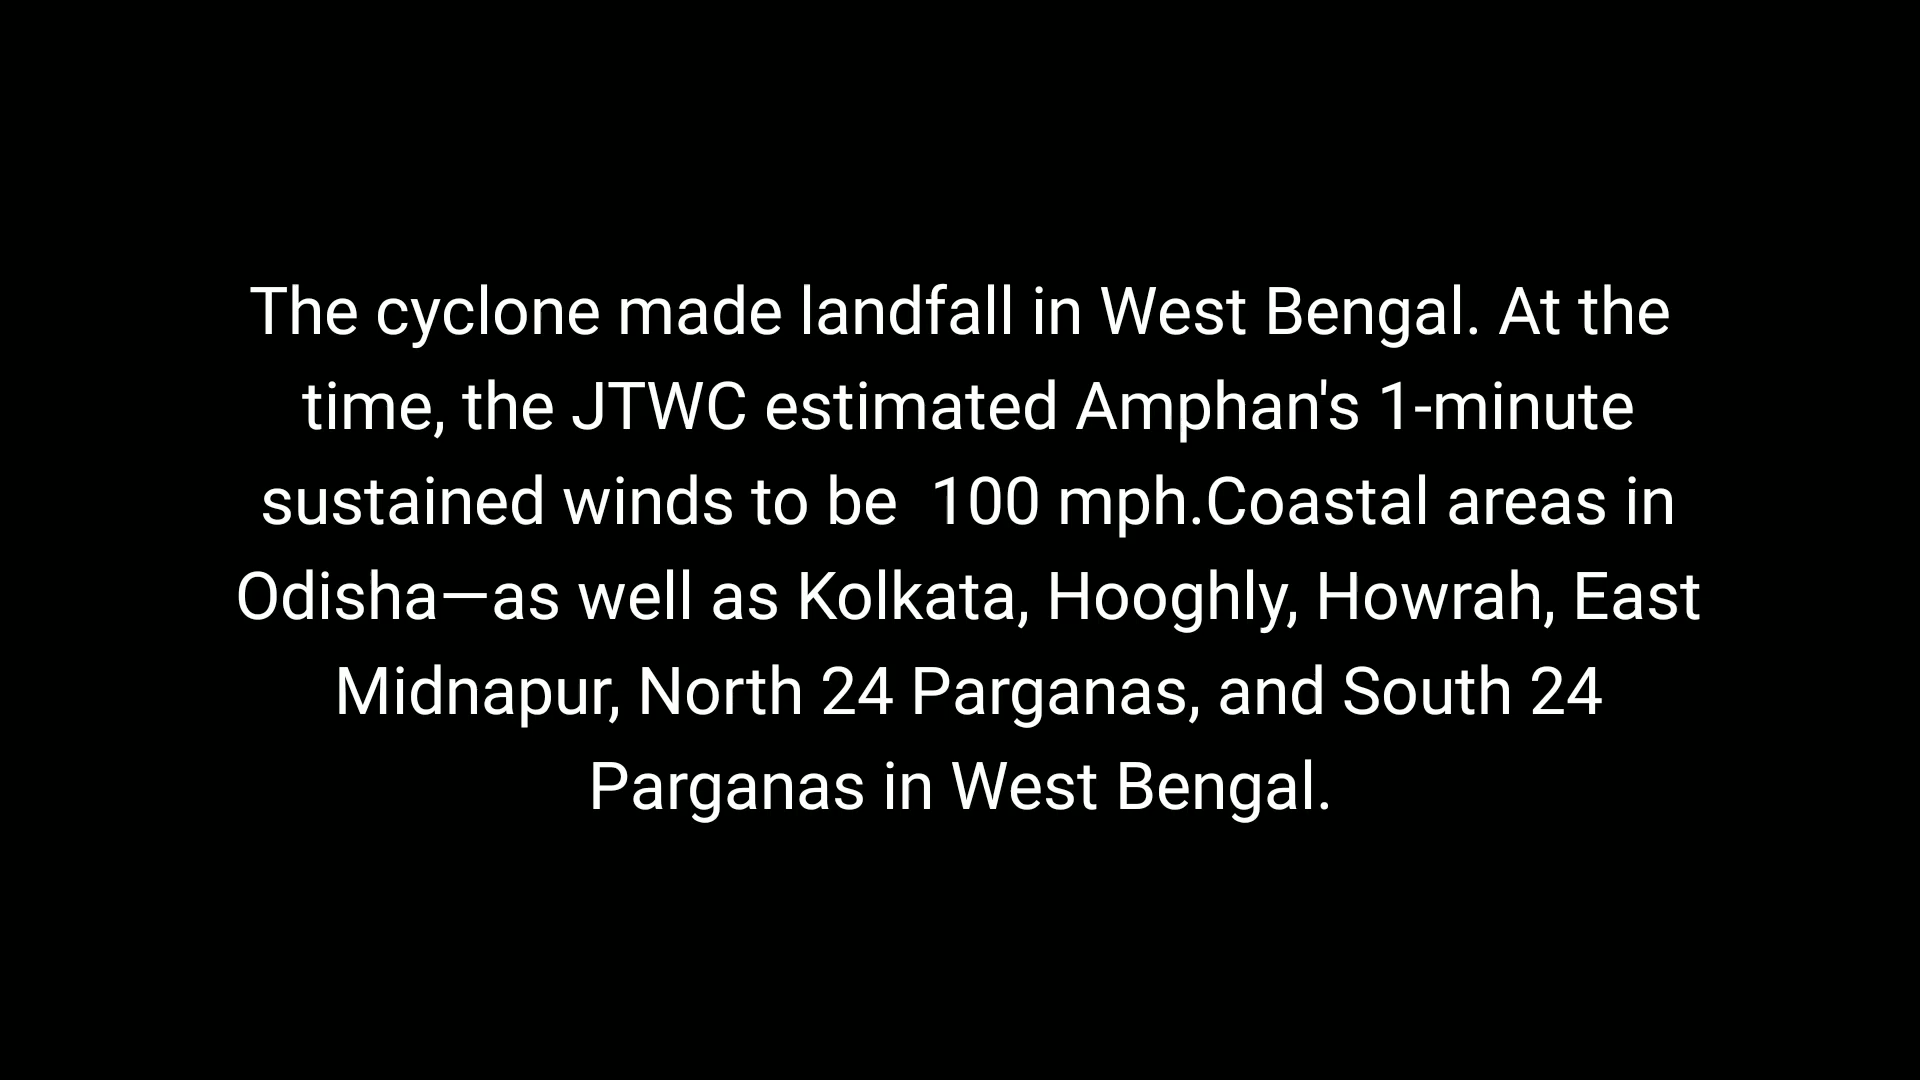 The cyclone made landfall in West Bengal. At the
time, the JTWC estimated Amphan's 1-minute
sustained winds to be  100 mph.Coastal areas in
Odisha—as well as Kolkata, Hooghly, Howrah, East
Midnapur, North 24 Parganas, and South 24
Parganas in West Bengal.